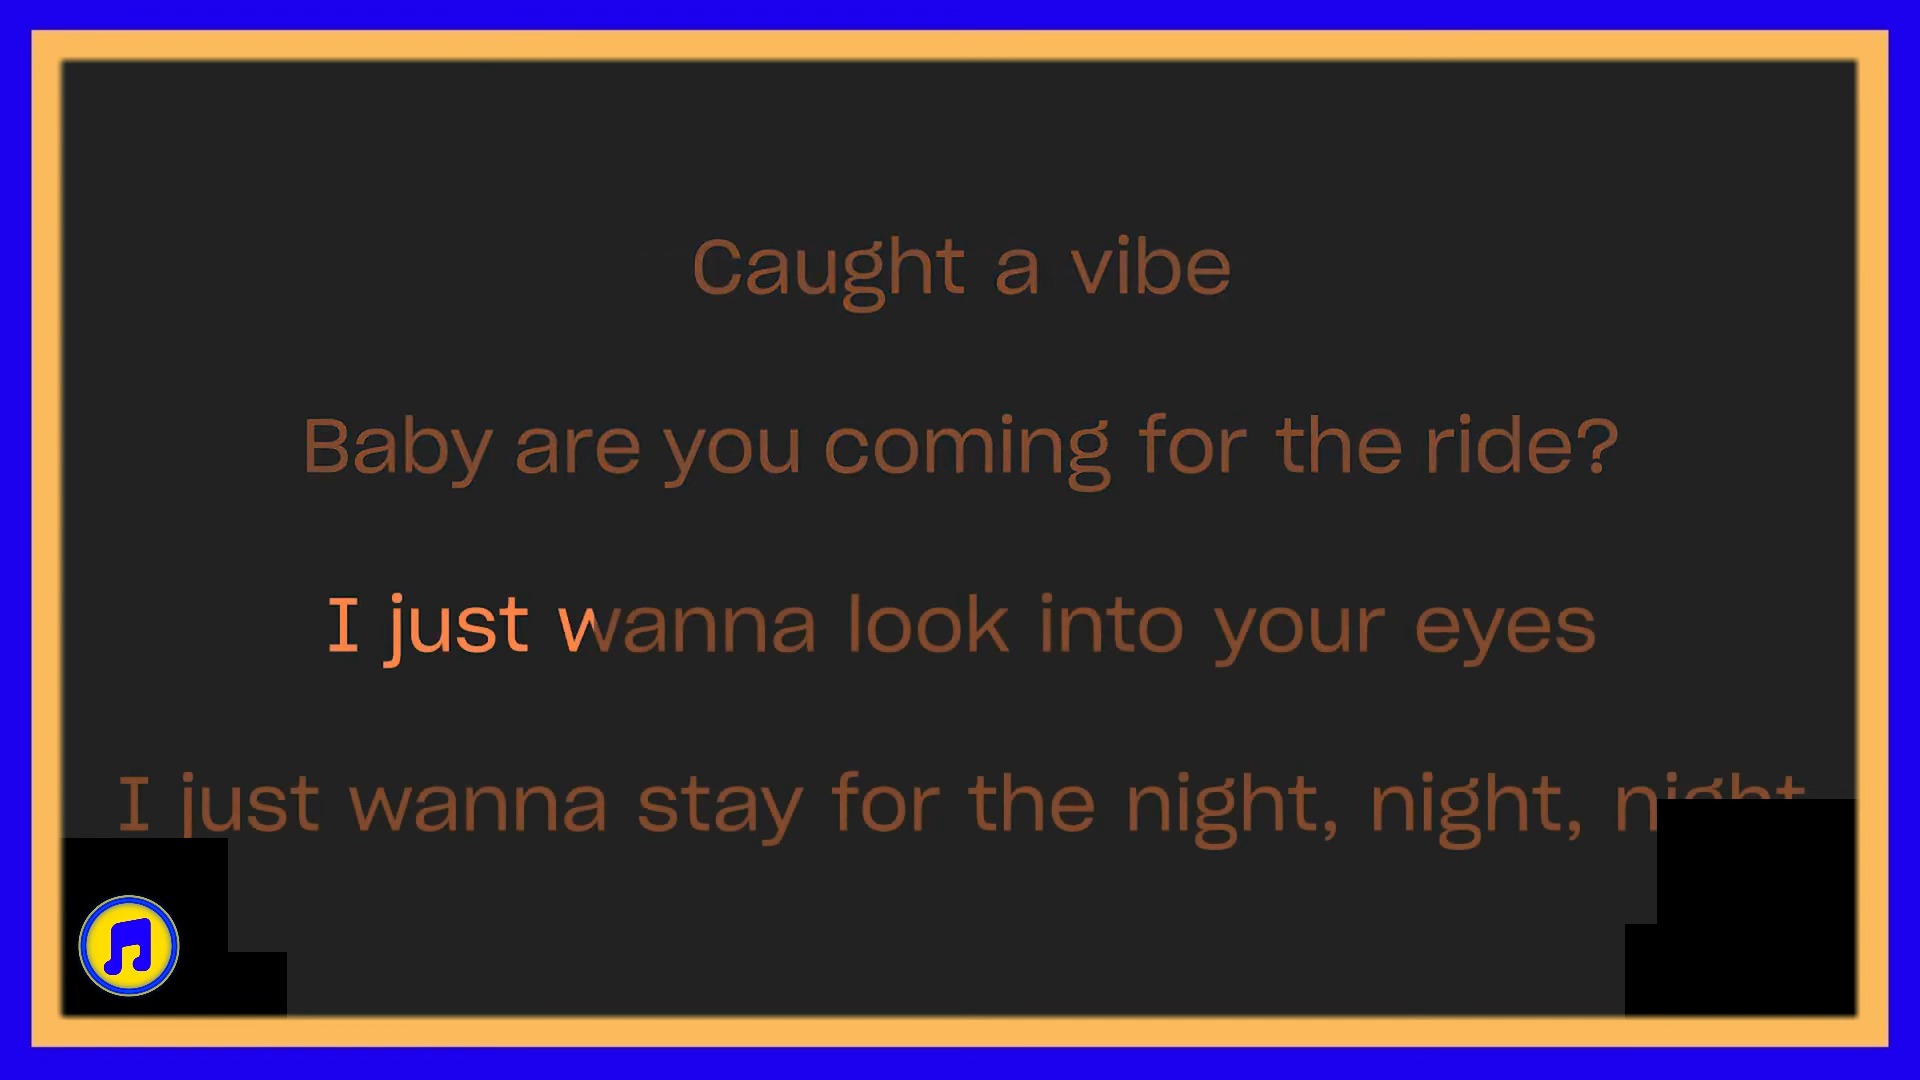 Caught a vibe
Baby are you coming for the ride?
I just wanna look into your eyes
I just wanna stay for the night, night, night